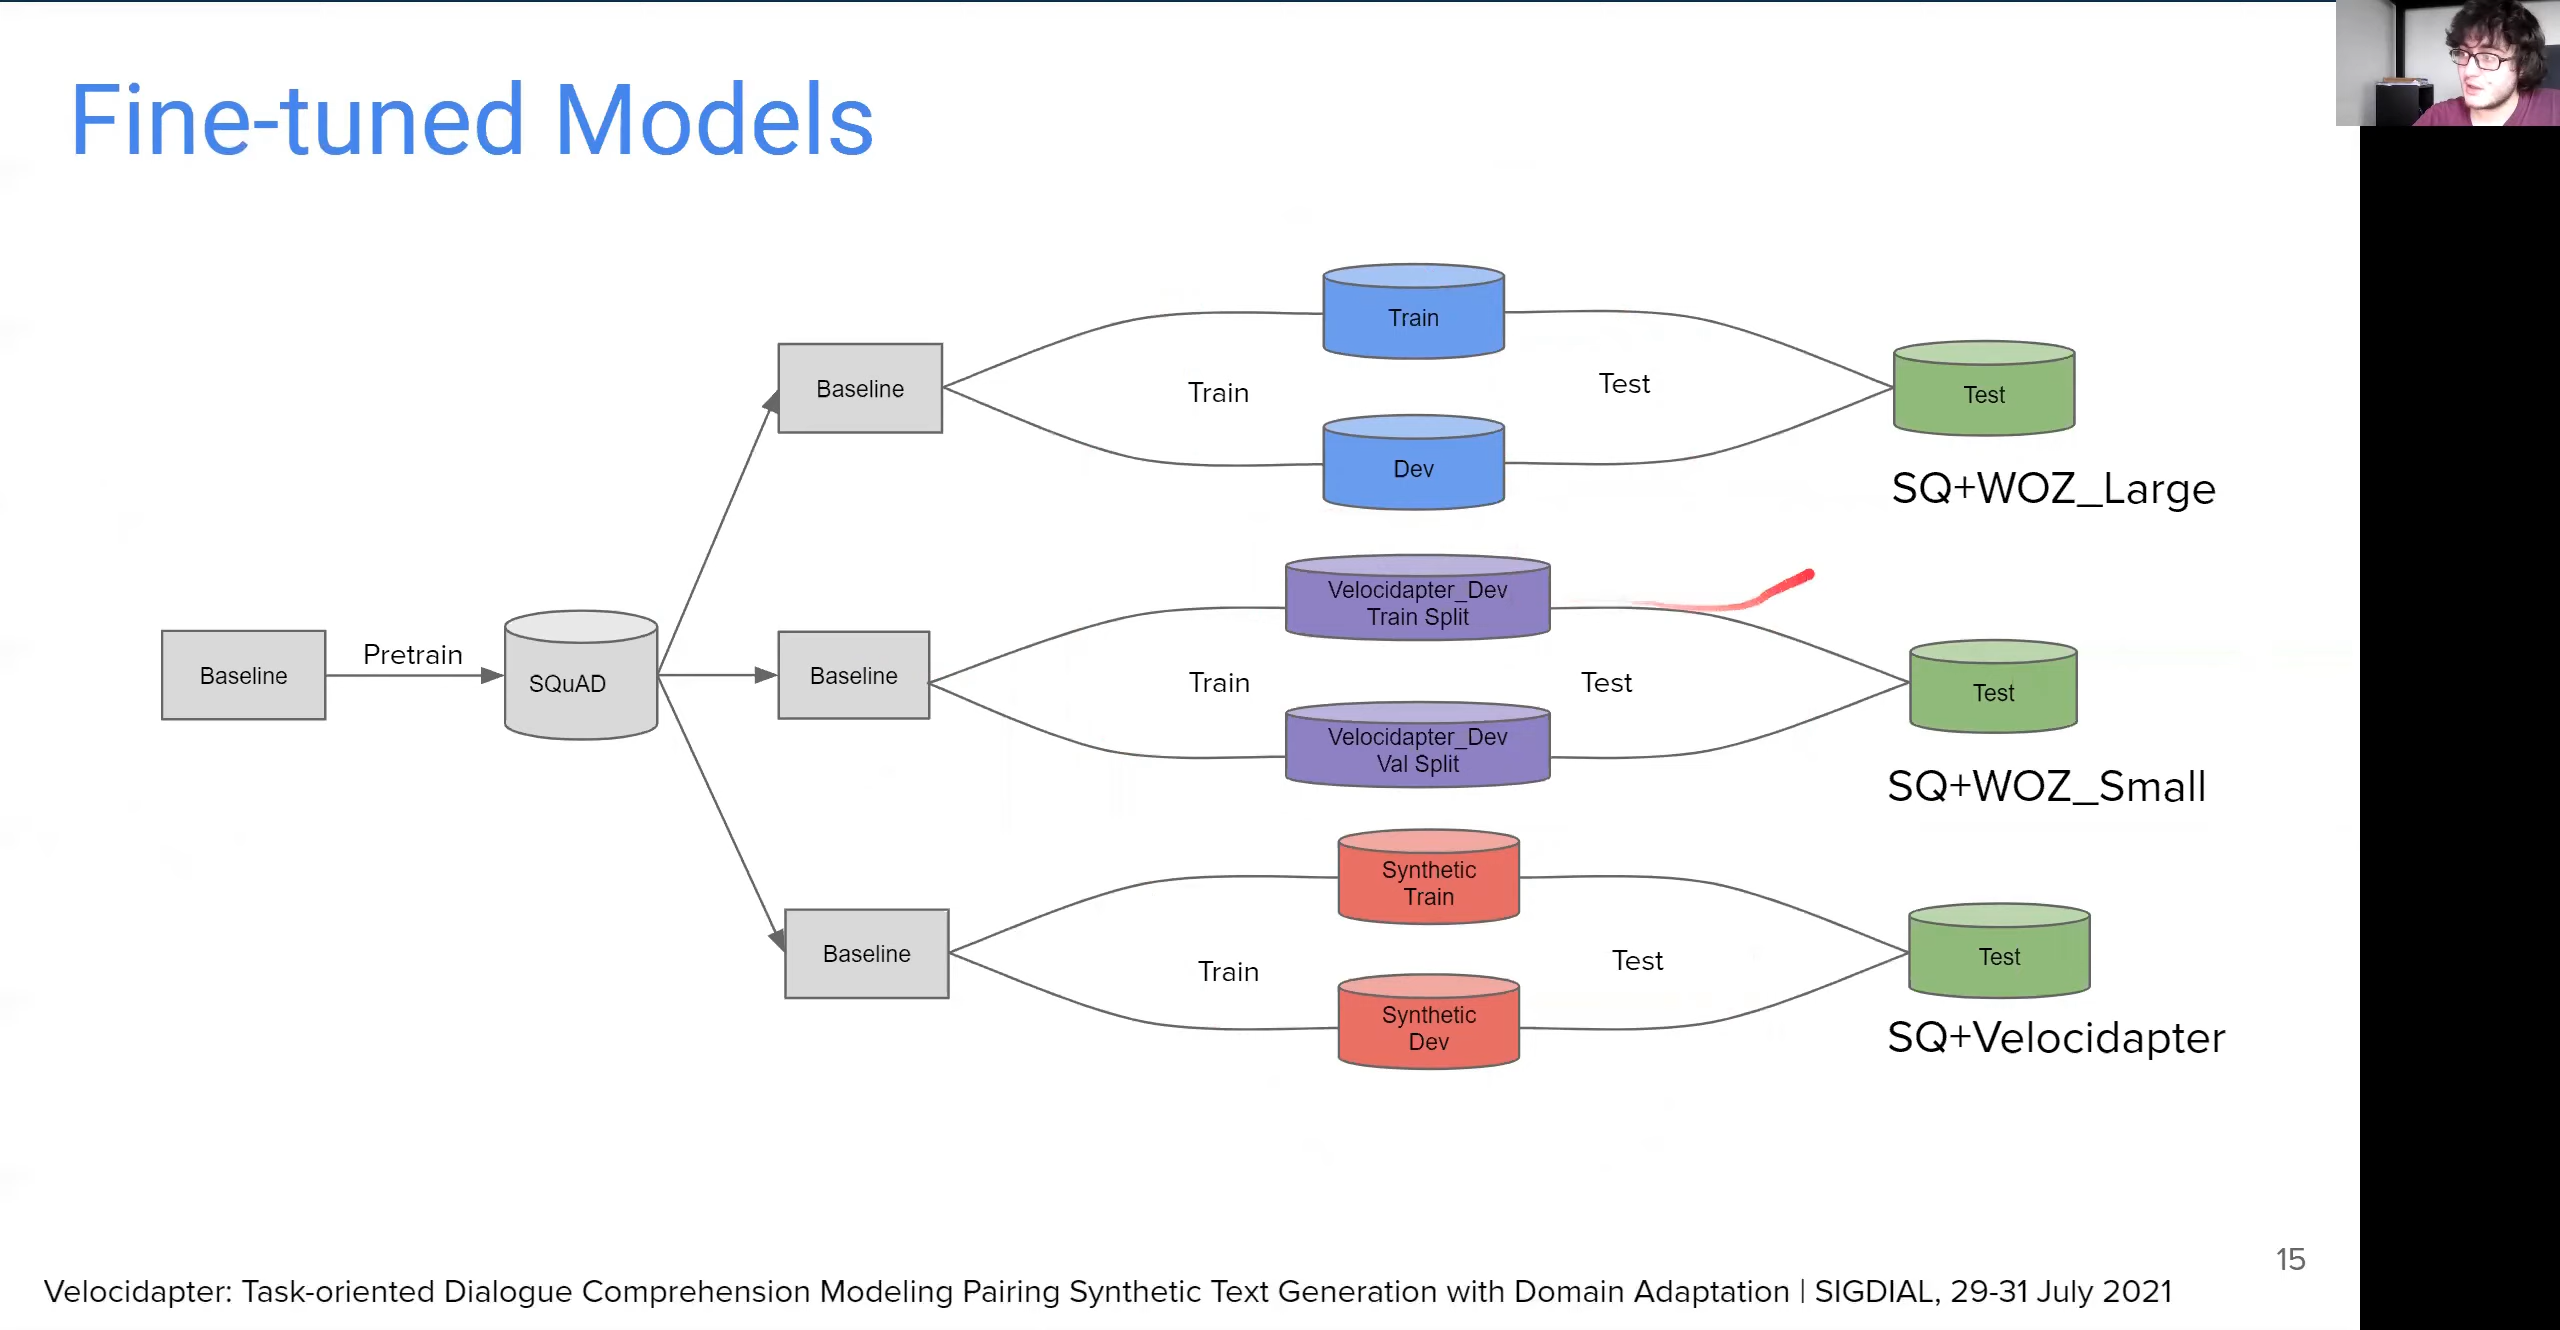 Fine-tuned Models
Train
Baseline
Train
Test
Test
Dev
SQ+WOZ_Large
Velocidapter_Dev
Train Split
Baseline
Pretrain
SQuAD
Baseline
Train
Test
Test
Velocidapter_Dev
Val Split
SQ+WOZ_Small
Synthetic
Train
Baseline
Train
Test
Test
Synthetic
Dev
SQ+Velocidapter
15
Velocidapter: Task-oriented Dialogue Comprehension Modeling Pairing Synthetic Text Generation with Domain Adaptation | SIGDIAL, 29-31 July 2021